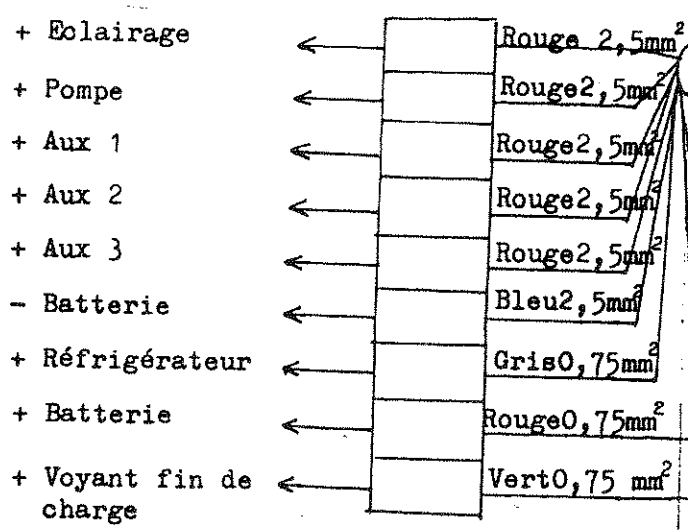 + Eclairage Rouge 2,5mm²
+ Pompe Rouge2,5mm²
+ Aux 1 Rouge2,5mm²
+ Aux 2 Rouge2,5mm²
+ Aux 3 Rouge2,5mm²
- Batterie Bleu2,5mm²
+ Réfrigérateur Gris0,75mm²
+ Batterie Rouge0,75mm²
+ Voyant fin de Vert0,75 mm²
charge